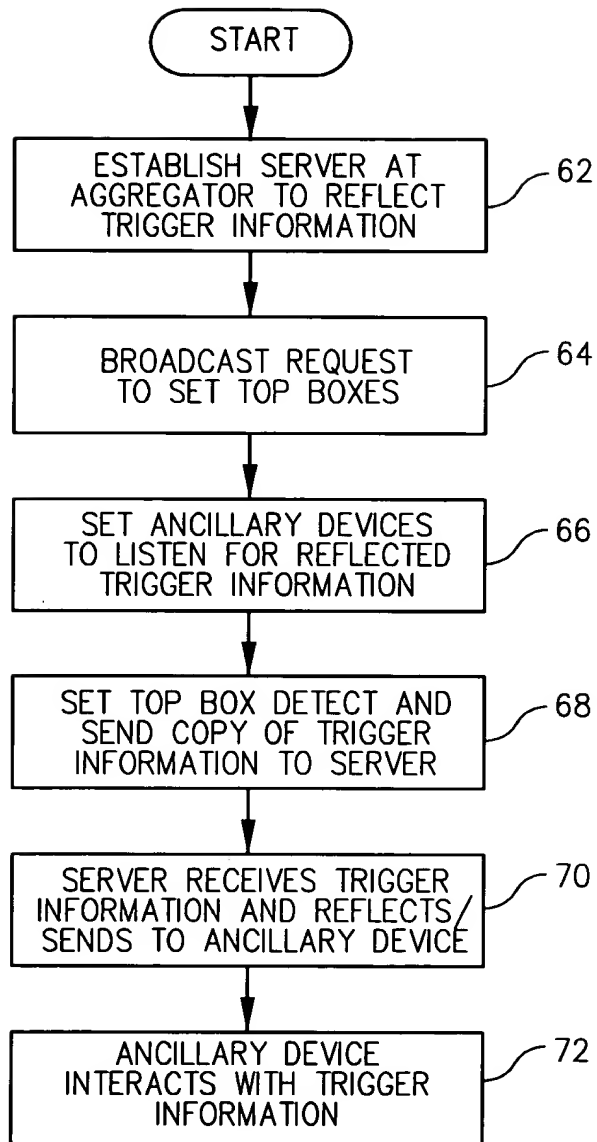 START
ESTABLISH SERVER AT
AGGREGATOR TO REFLECT
TRIGGER INFORMATION
62
BROADCAST REQUEST
TO SET TOP BOXES
64
SET ANCILLARY DEVICES
TO LISTEN FOR REFLECTED
TRIGGER INFORMATION
66
SET TOP BOX DETECT AND
SEND COPY OF TRIGGER
INFORMATION TO SERVER
68
SERVER RECEIVES TRIGGER
INFORMATION AND REFLECTS/
SENDS TO ANCILLARY DEVICE
70
ANCILLARY DEVICE
INTERACTS WITH TRIGGER
INFORMATION
72